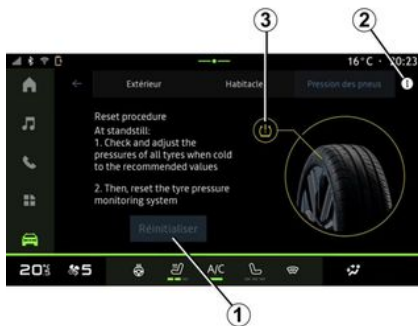 3
2
16°C · 20:23
Extérieur Habitacle Pression des pneus
Reset procedure
At standstill:
1. Check and adjust the
pressures of all tyres when cold
to the recommended values
2. Then, reset the tyre pressure
monitoring system
Réinitialiser
20 5 A/C
1